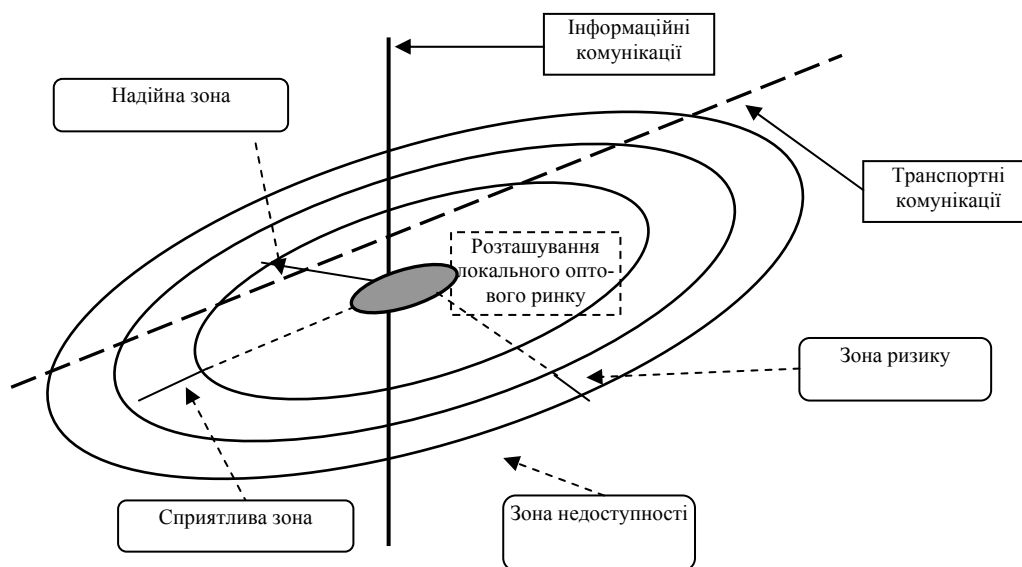 Інформаційні
комунікації
Надійна зона
Транспортні
комунікації
Розташування
локального опто-
вого ринку
Зона ризику
Сприятлива зона
Зона недоступності